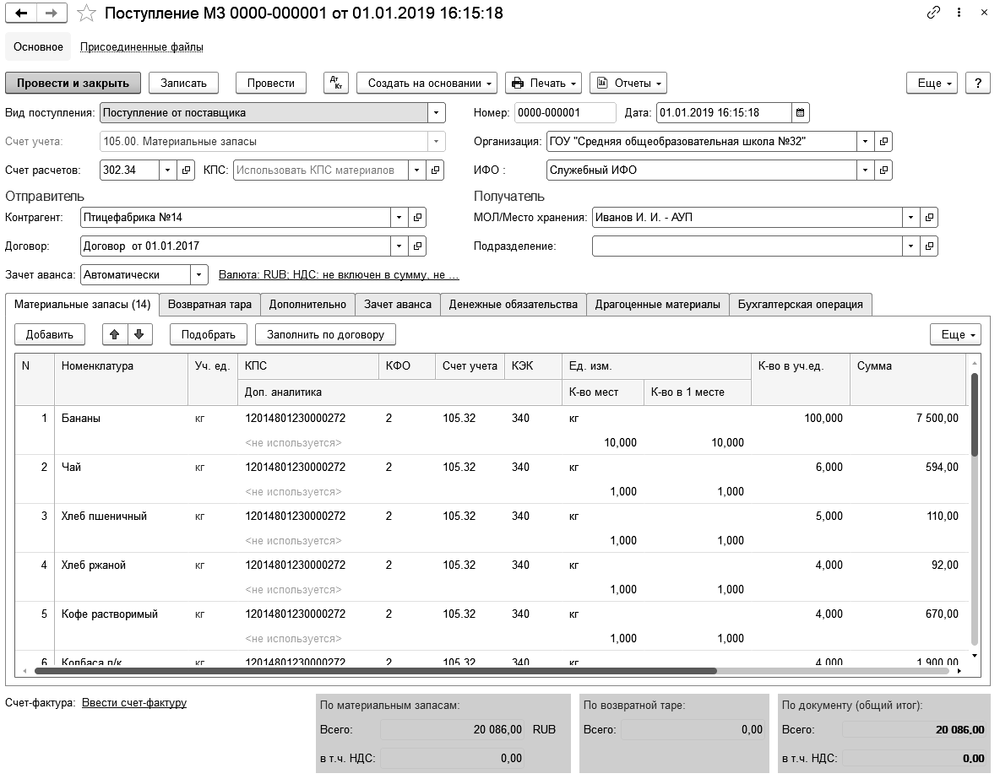 Поступление МЗ 0000-000001 от 01.01.2019 16:15:18
Основное Присоединенные файлы
Провести и закрыть Записать Провести Дт Кт Создать на основании Печать Отчеты Еще ?
Вид поступления: Поступление от поставщика Номер: 0000-000001 Дата: 01.01.2019 16:15:18
Счет учета: 105.00. Материальные запасы Организация: ГОУ "Средняя общеобразовательная школа №32"
Счет расчетов: 302.34 КПС: Использовать КПС материалов ИФО : Служебный ИФО
Отправитель Получатель
Контрагент: Птицефабрика №14 МОЛ/Место хранения: Иванов И. И. - АУП
Договор: Договор от 01.01.2017 Подразделение:
Зачет аванса: Автоматически Валюта: RUB; НДС: не включен в сумму, не ...
Материальные запасы (14) Возвратная тара Дополнительно Зачет аванса Денежные обязательства Драгоценные материалы Бухгалтерская операция
Добавить Подобрать Заполнить по договору Еще
N Номенклатура Уч. ед. КПС КФО Счет учета КЭК Ед. изм. К-во в уч.ед. Сумма
Доп. аналитика К-во мест К-во в 1 месте
1 Бананы кг 12014801230000272 2 105.32 340 кг 100,000 7 500,00
<не используется> 10,000 10,000
2 Чай кг 12014801230000272 2 105.32 340 кг 6,000 594,00
<не используется> 1,000 1,000
3 Хлеб пшеничный кг 12014801230000272 2 105.32 340 кг 5,000 110,00
<не используется> 1,000 1,000
4 Хлеб ржаной кг 12014801230000272 2 105.32 340 кг 4,000 92,00
<не используется> 1,000 1,000
5 Кофе растворимый кг 12014801230000272 2 105.32 340 кг 4,000 670,00
<не используется> 1,000 1,000
6 Колбаса п/к кг 12014801230000272 2 105.32 340 кг 4,000 1 900,00
Счет-фактура: Ввести счет-фактуру По материальным запасам: По возвратной таре: По документу (общий итог):
Всего: 20 086,00 RUB Всего: 0,00 Всего: 20 086,00
в т.ч. НДС: 0,00 в т.ч. НДС: 0,00